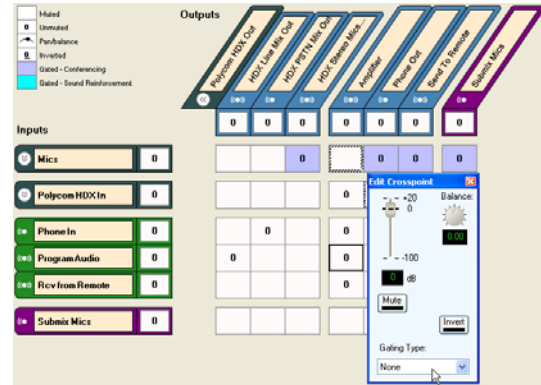 Muted
0 Unmuted
Pan/balance
0 Inverted
Gated - Conferencing
Gated - Sound Reinforcement
Outputs
Polycom HDX Out
HDX Line Mix Out
HDX PSTN Mix Out
HDX Stereo Mics...
Amplifier
Phone Out
Send To Remote
Submix Mics
0 0 0 0 0 0 0 0
Inputs
Mics 0 0 0 0 0
Polycom HDX In 0 0
Phone In 0 0 0
Program Audio 0 0 0
Rcv from Remote 0 0
Submix Mics 0
Edit Crosspoint
+20
0
-100
0 dB
Balance:
0.00
Mute
Invert
Gating Type:
None